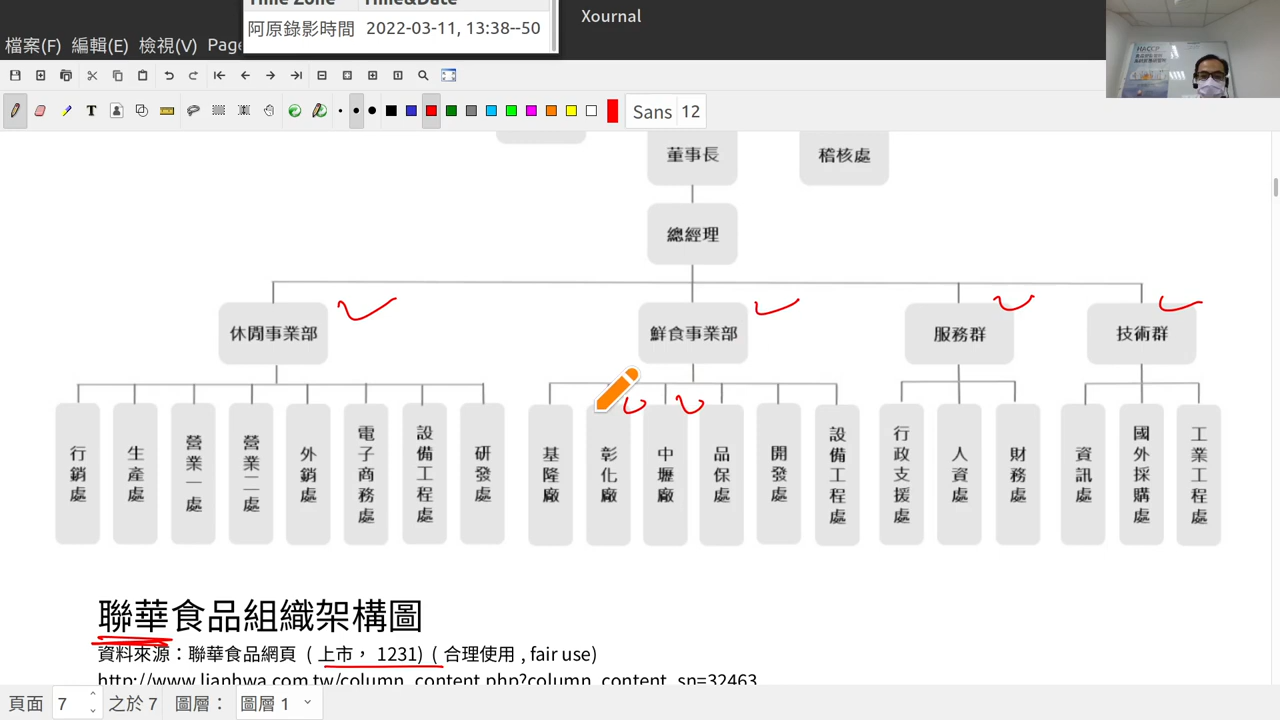 Time Zone Time&Date
阿原錄影時間 2022-03-11, 13:38--50
Xournal
檔案(F) 編輯(E) 檢視(V) Page
HACCP
Sans 12
董事長 稽核處
總經理
休閒事業部 鮮食事業部 服務群 技術群
行銷處 生產處 營業一處 營業二處 外銷處 電子商務處 設備工程處 研發處 基隆廠 彰化廠 中壢廠 品保處 開發處 設備工程處 行政支援處 人資處 財務處 資訊處 國外採購處 工業工程處
聯華食品組織架構圖
資料來源：聯華食品網頁 ( 上市， 1231) ( 合理使用 , fair use)
http://www.lianhwa.com.tw/column_content.php?column_content_sn=32463
頁面 7 之於 7 圖層： 圖層 1